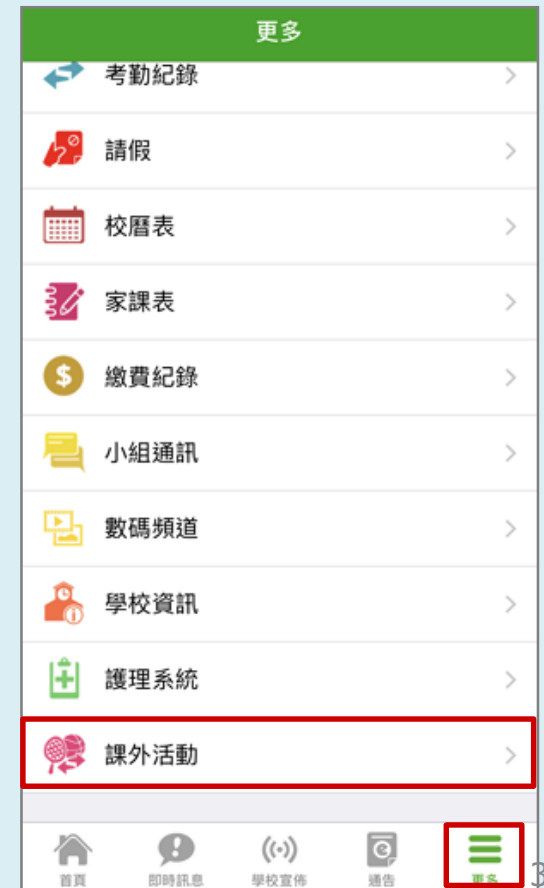 更多
考勤紀錄
請假
校曆表
家課表
繳費紀錄
小組通訊
數碼頻道
學校資訊
護理系統
課外活動
首頁 即時訊息 學校宣佈 通告 更多
3